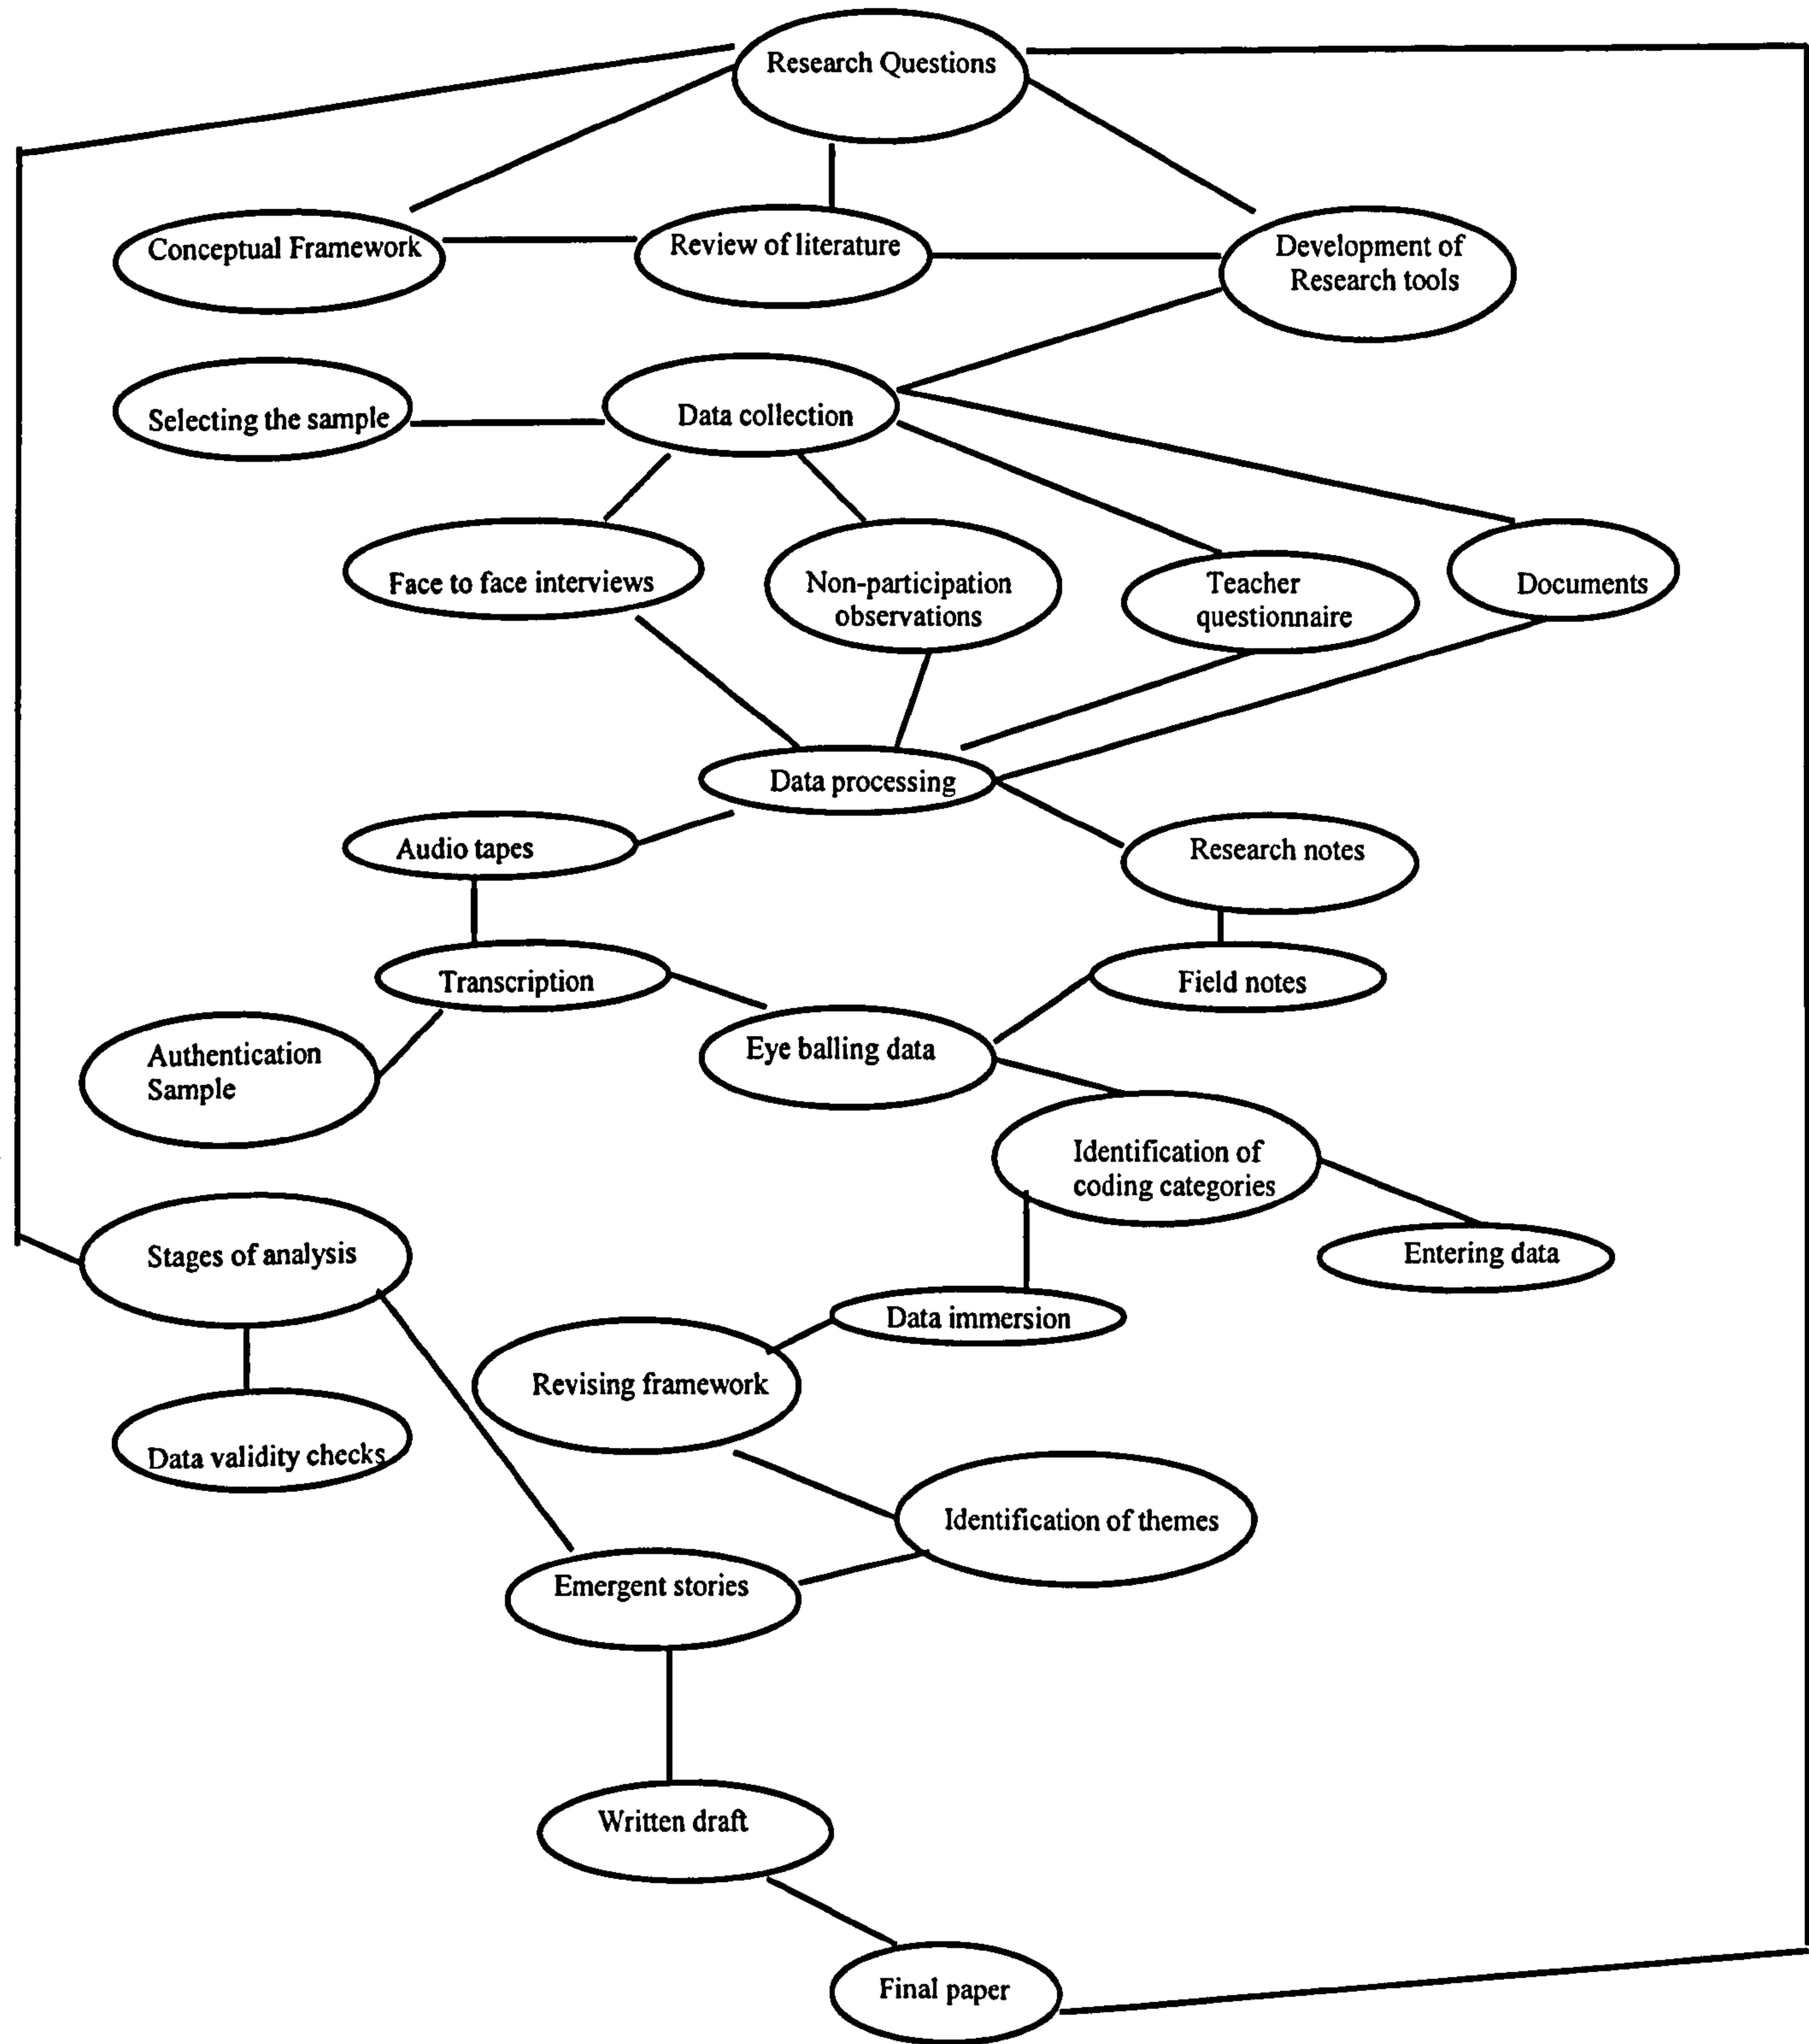 Research Questions
Conceptual Framework
Review of literature
Development of
Research tools
Selecting the sample
Data collection
Face to face interviews
Non-participation
observations
Teacher
questionnaire
Documents
Data processing
Audio tapes
Research notes
Transcription
Field notes
Authentication
Sample
Eye balling data
Identification of
coding categories
Stages of analysis
Entering data
Data immersion
Revising framework
Data validity checks
Identification of themes
Emergent stories
Written draft
Final paper